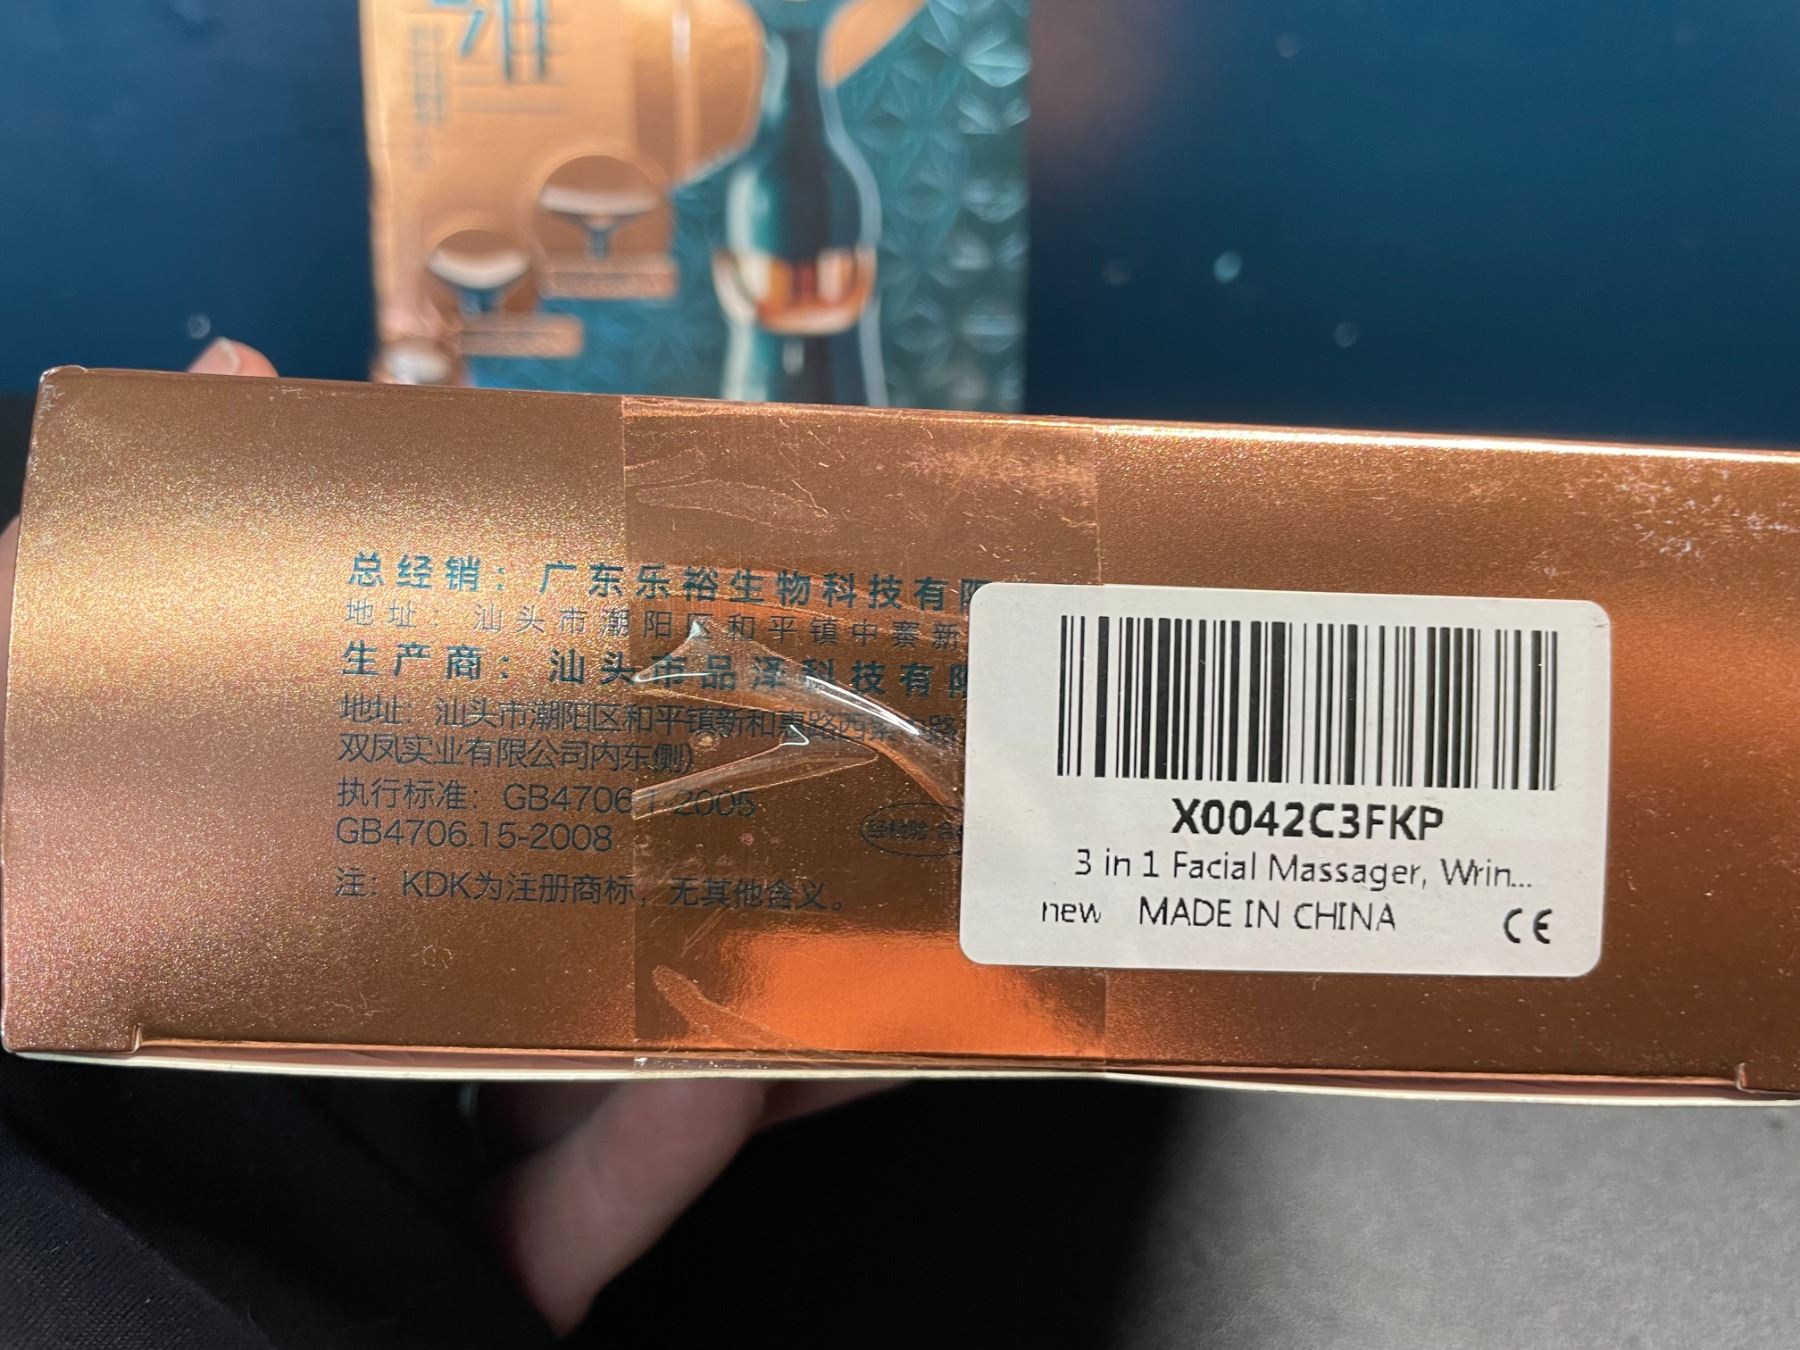 总经销：广东乐裕生物科技有限
地址：汕头市潮阳区和平镇中寨新
生产商：汕头市品泽科技有限
地址：汕头市潮阳区和平镇新和惠路西
双凤实业有限公司内东侧）
执行标准：GB4706.1-2005
GB4706.15-2008
注：KDK为注册商标，无其他含义。
X0042C3FKP
3 in 1 Facial Massager, Wrin...
new MADE IN CHINA CE